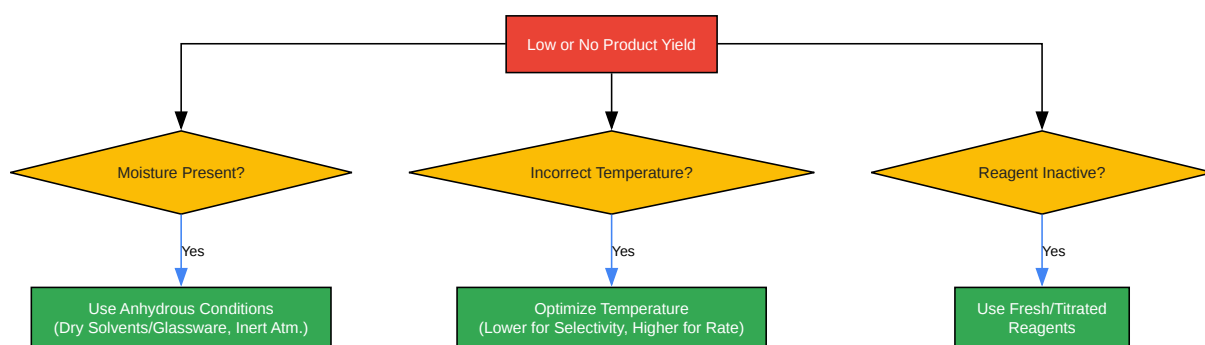 Low or No Product Yield
Moisture Present?
Incorrect Temperature?
Reagent Inactive?
Yes
Yes
Yes
Use Anhydrous Conditions
(Dry Solvents/Glassware, Inert Atm.)
Optimize Temperature
(Lower for Selectivity, Higher for Rate)
Use Fresh/Titrated
Reagents